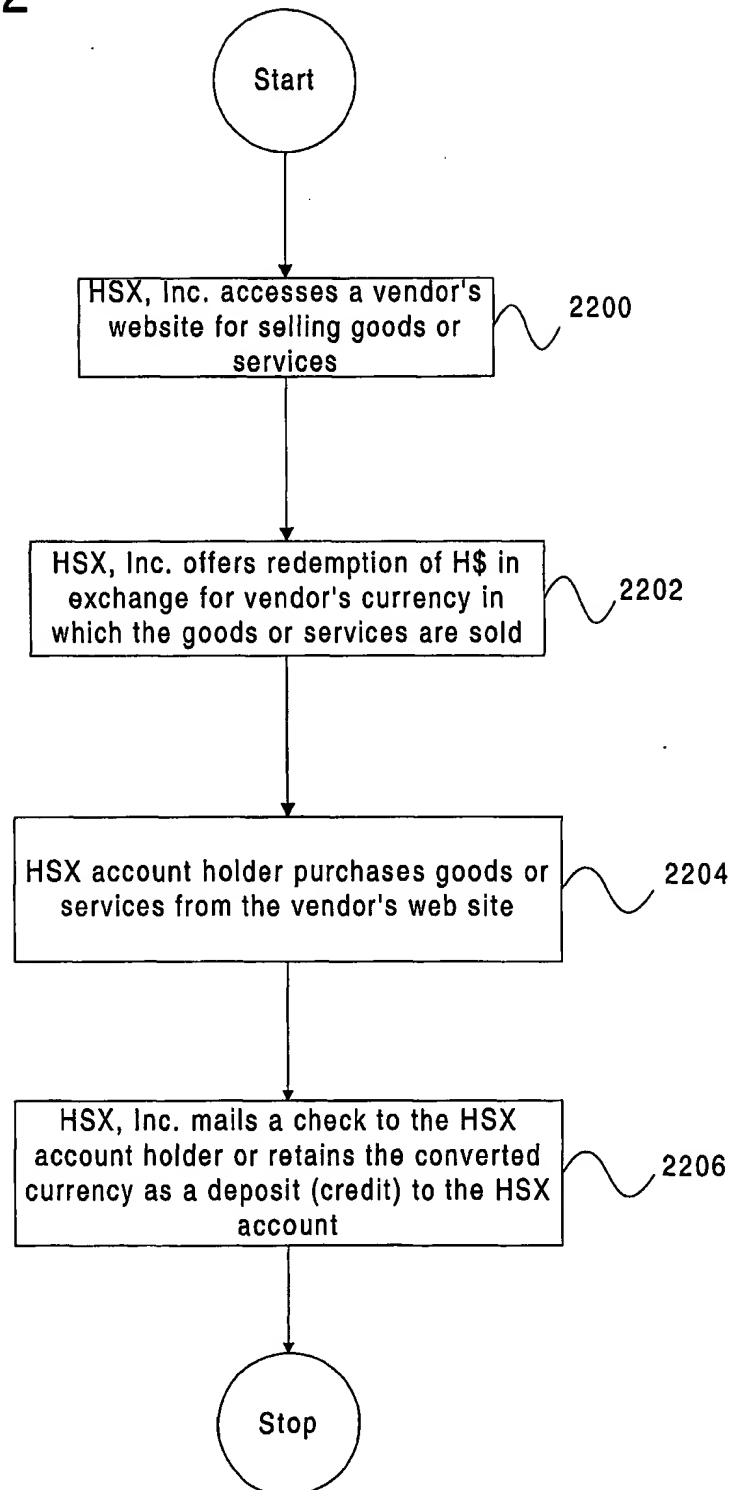 2
Start
HSX, Inc. accesses a vendor's
website for selling goods or
services
2200
HSX, Inc. offers redemption of H$ in
exchange for vendor's currency in
which the goods or services are sold
2202
HSX account holder purchases goods or
services from the vendor's web site
2204
HSX, Inc. mails a check to the HSX
account holder or retains the converted
currency as a deposit (credit) to the HSX
account
2206
Stop